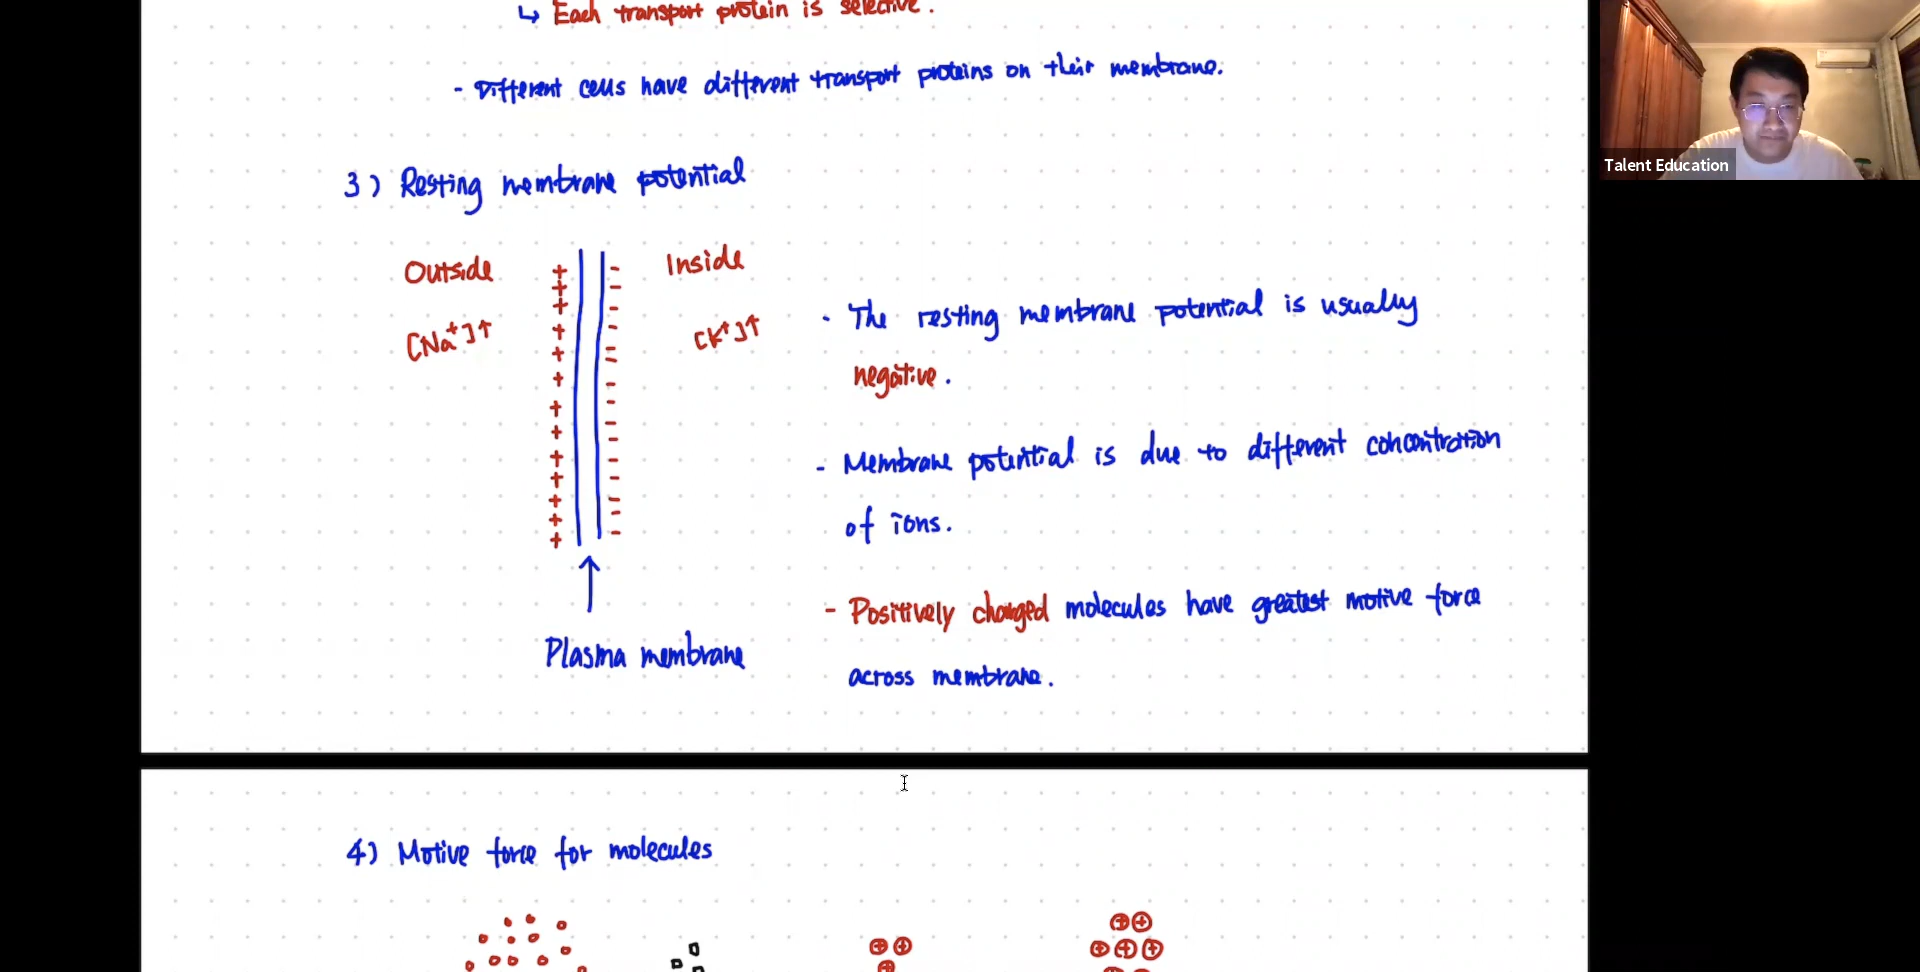 ↳ Each transport protein is selective.
- Different cells have different transport proteins on their membrane.
Talent Education
3) Resting membrane potential
Outside
Inside
[Na⁺]↑
[K⁺]↑
- The resting membrane potential is usually
negative.
- Membrane potential is due to different concentration
of ions.
- Positively charged molecules have greatest motive force
across membrane.
Plasma membrane
4) Motive force for molecules